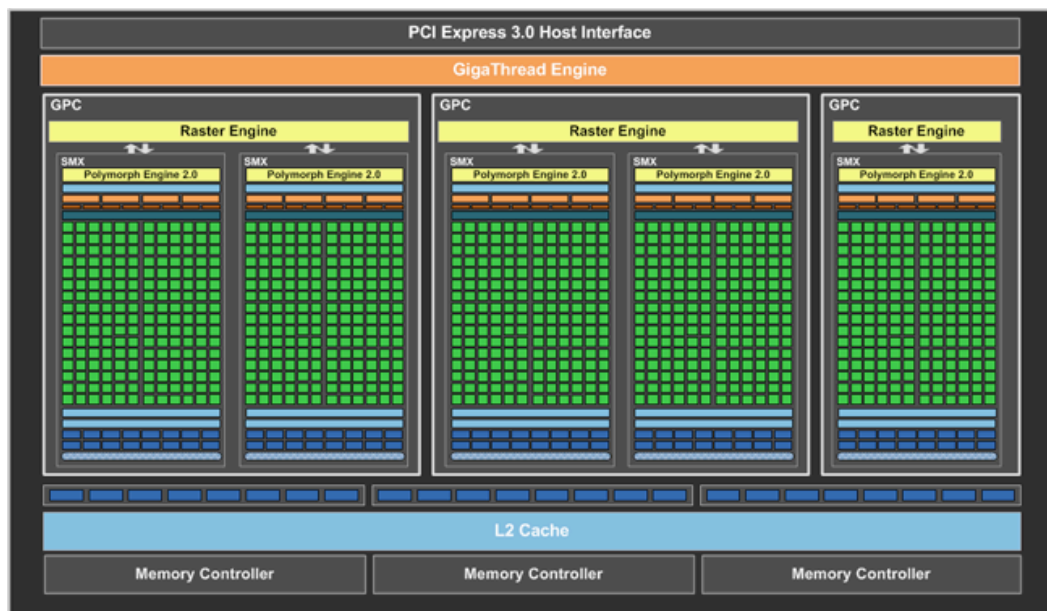 PCI Express 3.0 Host Interface
GigaThread Engine
GPC
Raster Engine
SMX
Polymorph Engine 2.0
SMX
Polymorph Engine 2.0
GPC
Raster Engine
SMX
Polymorph Engine 2.0
SMX
Polymorph Engine 2.0
GPC
Raster Engine
SMX
Polymorph Engine 2.0
L2 Cache
Memory Controller
Memory Controller
Memory Controller